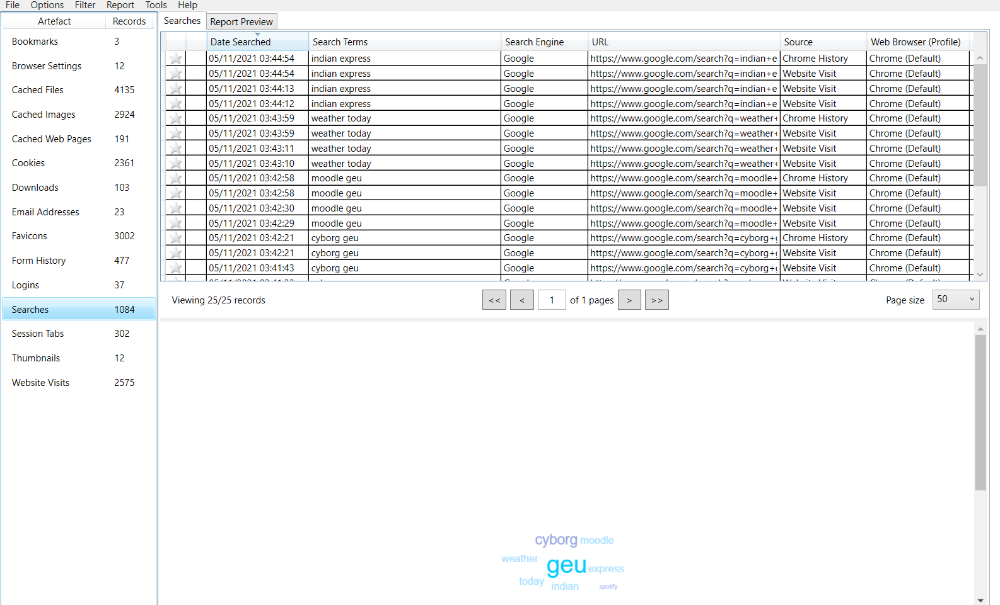 File Options Filter Report Tools Help
Artefact Records
Bookmarks 3
Browser Settings 12
Cached Files 4135
Cached Images 2924
Cached Web Pages 191
Cookies 2361
Downloads 103
Email Addresses 23
Favicons 3002
Form History 477
Logins 37
Searches 1084
Session Tabs 302
Thumbnails 12
Website Visits 2575
Searches Report Preview
Date Searched Search Terms Search Engine URL Source Web Browser (Profile)
05/11/2021 03:44:54 indian express Google https://www.google.com/search?q=indian+e Chrome History Chrome (Default)
05/11/2021 03:44:54 indian express Google https://www.google.com/search?q=indian+e Website Visit Chrome (Default)
05/11/2021 03:44:13 indian express Google https://www.google.com/search?q=indian+e Website Visit Chrome (Default)
05/11/2021 03:44:12 indian express Google https://www.google.com/search?q=indian+e Website Visit Chrome (Default)
05/11/2021 03:43:59 weather today Google https://www.google.com/search?q=weather+ Chrome History Chrome (Default)
05/11/2021 03:43:59 weather today Google https://www.google.com/search?q=weather+ Website Visit Chrome (Default)
05/11/2021 03:43:11 weather today Google https://www.google.com/search?q=weather+ Website Visit Chrome (Default)
05/11/2021 03:43:10 weather today Google https://www.google.com/search?q=weather+ Website Visit Chrome (Default)
05/11/2021 03:42:58 moodle geu Google https://www.google.com/search?q=moodle+ Chrome History Chrome (Default)
05/11/2021 03:42:58 moodle geu Google https://www.google.com/search?q=moodle+ Website Visit Chrome (Default)
05/11/2021 03:42:30 moodle geu Google https://www.google.com/search?q=moodle+ Website Visit Chrome (Default)
05/11/2021 03:42:29 moodle geu Google https://www.google.com/search?q=moodle+ Website Visit Chrome (Default)
05/11/2021 03:42:21 cyborg geu Google https://www.google.com/search?q=cyborg+g Chrome History Chrome (Default)
05/11/2021 03:42:21 cyborg geu Google https://www.google.com/search?q=cyborg+g Website Visit Chrome (Default)
05/11/2021 03:41:43 cyborg geu Google https://www.google.com/search?q=cyborg+g Website Visit Chrome (Default)
Viewing 25/25 records << < 1 of 1 pages > >> Page size 50
cyborg moodle
weather geu express
today indian spotify